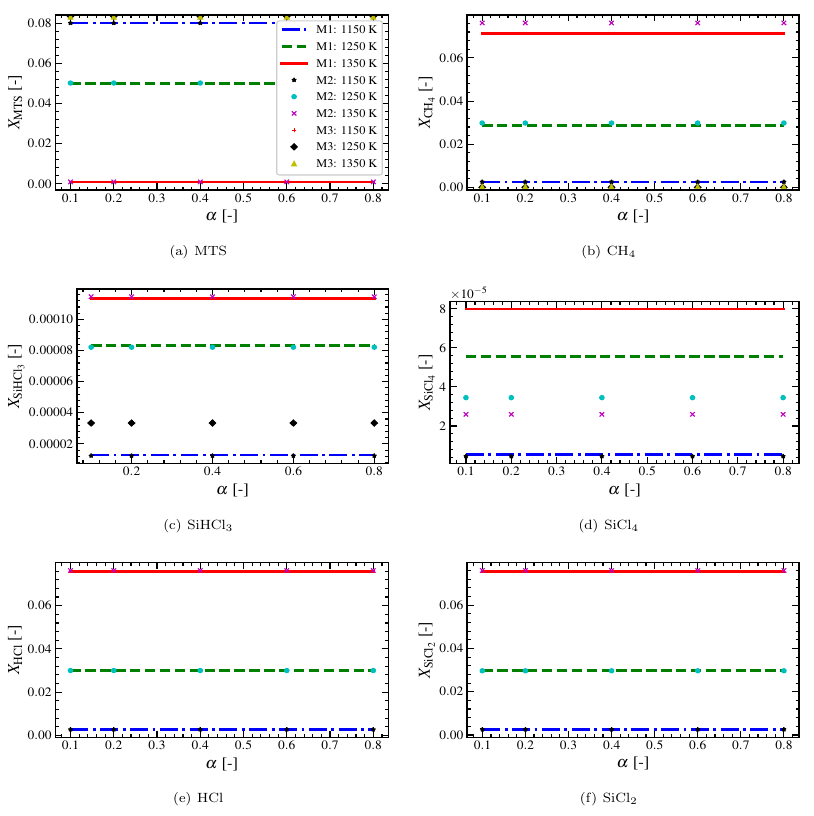 0.08
0.06
0.04
0.02
0.00
X_MTS [-]
0.1 0.2 0.3 0.4 0.5 0.6 0.7 0.8
α [-]
M1: 1150 K
M1: 1250 K
M1: 1350 K
M2: 1150 K
M2: 1250 K
M2: 1350 K
M3: 1150 K
M3: 1250 K
M3: 1350 K
(a) MTS
0.06
0.04
0.02
0.00
X_CH₄ [-]
0.1 0.2 0.3 0.4 0.5 0.6 0.7 0.8
α [-]
(b) CH₄
0.00010
0.00008
0.00006
0.00004
0.00002
X_SiHCl₃ [-]
0.2 0.4 0.6 0.8
α [-]
(c) SiHCl₃
×10⁻⁵
8
6
4
2
X_SiCl₄ [-]
0.1 0.2 0.3 0.4 0.5 0.6 0.7 0.8
α [-]
(d) SiCl₄
0.06
0.04
0.02
0.00
X_HCl [-]
0.1 0.2 0.3 0.4 0.5 0.6 0.7 0.8
α [-]
(e) HCl
0.06
0.04
0.02
0.00
X_SiCl₂ [-]
0.1 0.2 0.3 0.4 0.5 0.6 0.7 0.8
α [-]
(f) SiCl₂